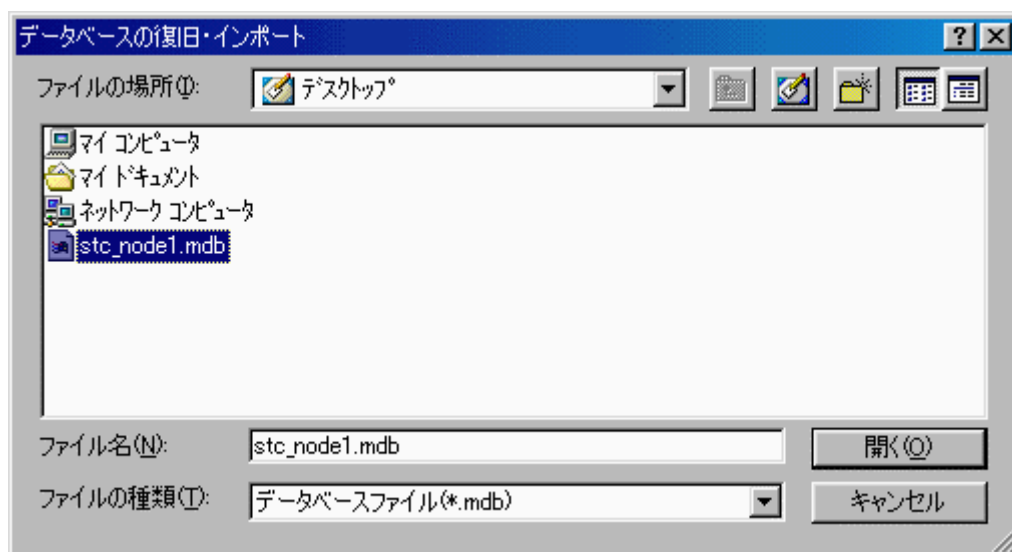 データベースの復旧・インポート
ファイルの場所(I):
デスクトップ
マイ コンピュータ
マイ ドキュメント
ネットワーク コンピュータ
stc_node1.mdb
ファイル名(N):
stc_node1.mdb
開く(O)
ファイルの種類(T):
データベースファイル(*.mdb)
キャンセル